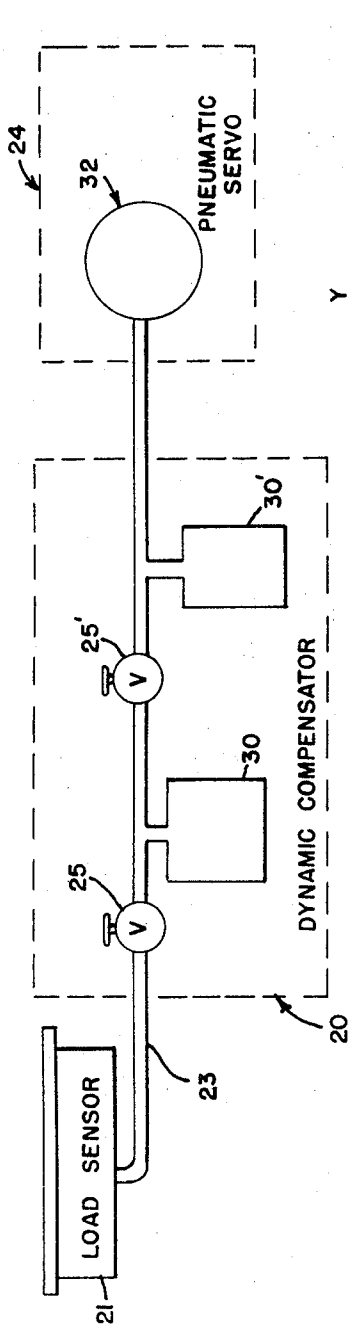 24
32
PNEUMATIC
SERVO
Y
25'
30'
25
30
DYNAMIC COMPENSATOR
V
V
20
23
LOAD SENSOR
21